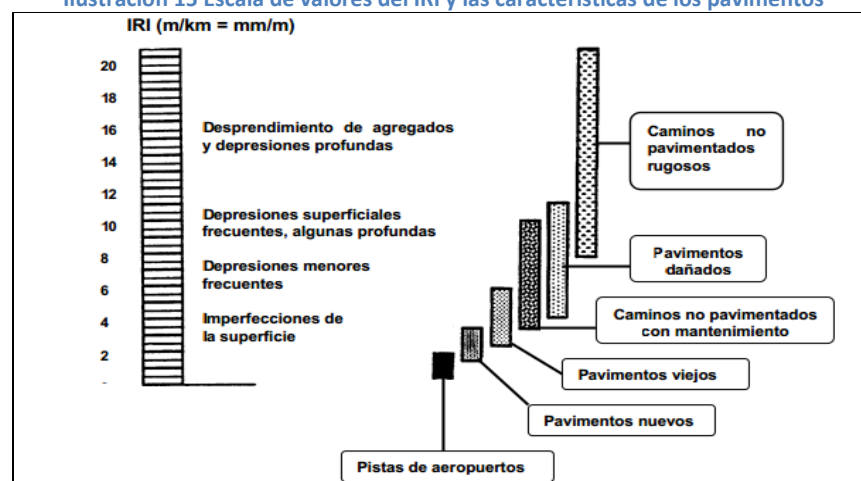 Ilustración 15 Escala de valores del IRI y las características de los pavimentos
IRI (m/km = mm/m)
20
18
16
14
12
10
8
6
4
2
-
Desprendimiento de agregados
y depresiones profundas
Depresiones superficiales
frecuentes, algunas profundas
Depresiones menores
frecuentes
Imperfecciones de
la superficie
Caminos no
pavimentados
rugosos
Pavimentos
dañados
Caminos no pavimentados
con mantenimiento
Pavimentos viejos
Pavimentos nuevos
Pistas de aeropuertos